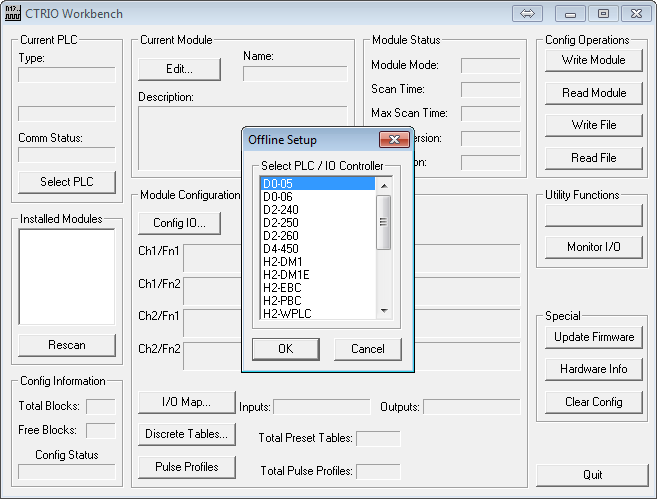 CTRIO Workbench
Current PLC
Type:
Comm Status:
Select PLC
Installed Modules
Rescan
Config Information
Total Blocks:
Free Blocks:
Config Status
Current Module
Edit...
Name:
Description:
Module Status
Module Mode:
Scan Time:
Max Scan Time:
ersion:
on:
Config Operations
Write Module
Read Module
Write File
Read File
Offline Setup
Select PLC / IO Controller
D0-05
D0-06
D2-240
D2-250
D2-260
D4-450
H2-DM1
H2-DM1E
H2-EBC
H2-PBC
H2-WPLC
OK
Cancel
Module Configuration
Config IO...
Ch1/Fn1
Ch1/Fn2
Ch2/Fn1
Ch2/Fn2
I/O Map...
Inputs:
Outputs:
Discrete Tables...
Total Preset Tables:
Pulse Profiles
Total Pulse Profiles:
Utility Functions
Monitor I/O
Special
Update Firmware
Hardware Info
Clear Config
Quit